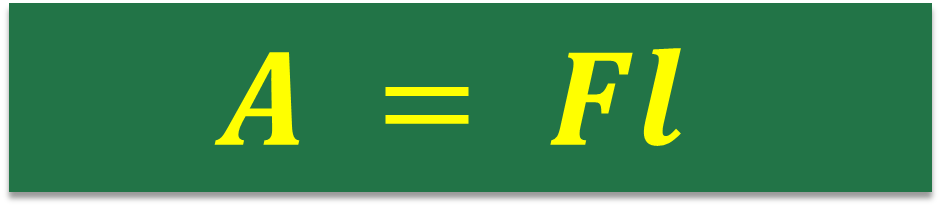 A = Fl